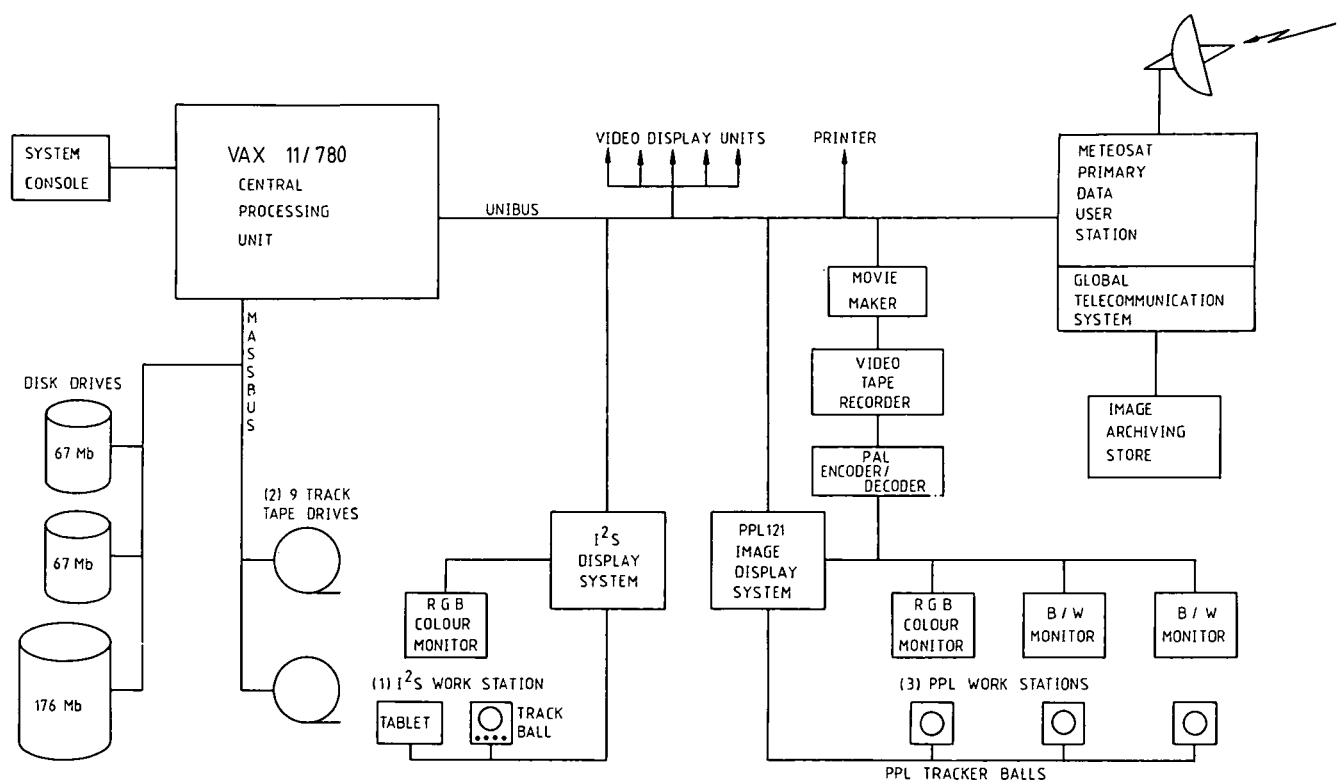 SYSTEM
CONSOLE
VAX 11/780
CENTRAL
PROCESSING
UNIT
UNIBUS
VIDEO DISPLAY UNITS
PRINTER
METEOSAT
PRIMARY
DATA
USER
STATION
GLOBAL
TELECOMMUNICATION
SYSTEM
IMAGE
ARCHIVING
STORE
MOVIE
MAKER
VIDEO
TAPE
RECORDER
PAL
ENCODER/
DECODER
MASSBUS
DISK DRIVES
67 Mb
67 Mb
176 Mb
(2) 9 TRACK
TAPE DRIVES
I²S
DISPLAY
SYSTEM
RGB
COLOUR
MONITOR
(1) I²S WORK STATION
TABLET
TRACK
BALL
PPL121
IMAGE
DISPLAY
SYSTEM
RGB
COLOUR
MONITOR
B/W
MONITOR
B/W
MONITOR
(3) PPL WORK STATIONS
PPL TRACKER BALLS